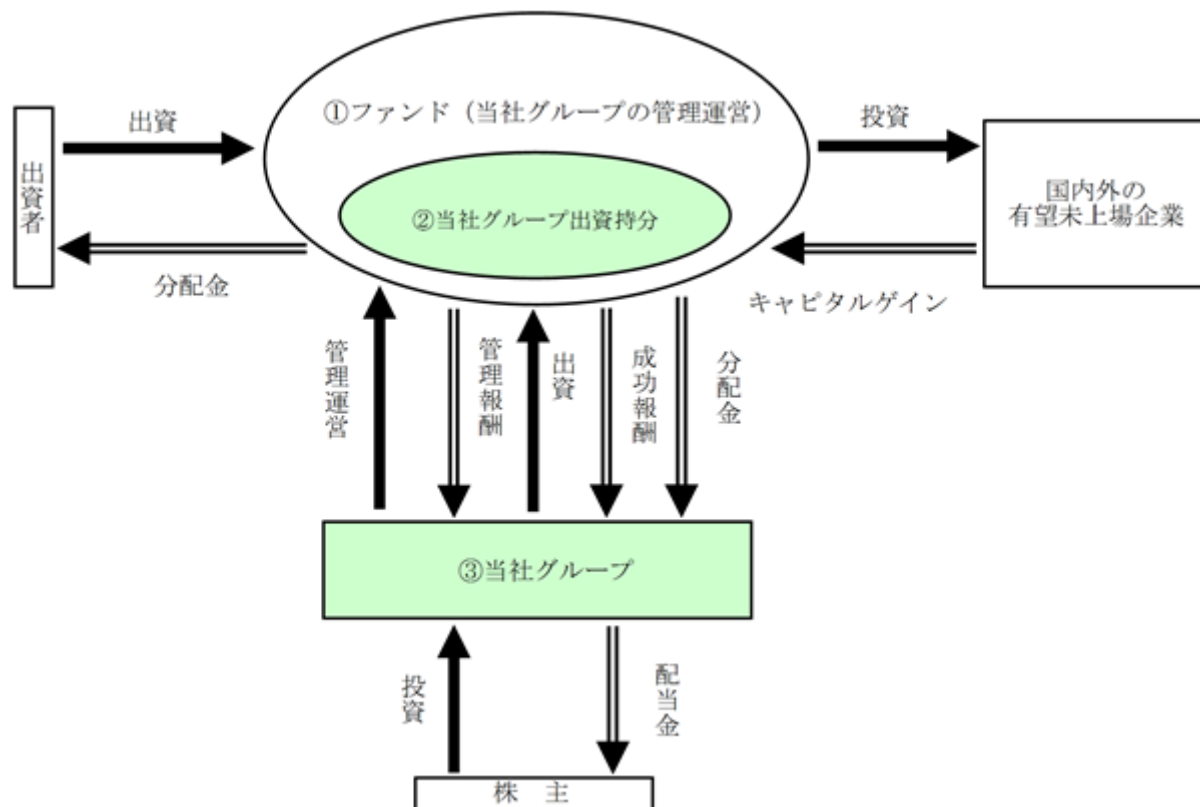 ①ファンド（当社グループの管理運営）
出資
投資
出資者
国内外の
有望未上場企業
②当社グループ出資持分
分配金
キャピタルゲイン
管理運営
管理報酬
出資
成功報酬
分配金
③当社グループ
投資
配当金
株　主